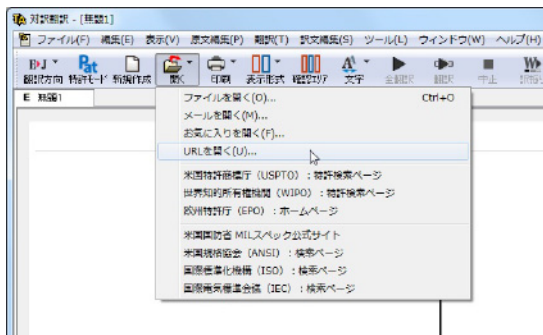 対訳翻訳 - [無題1]
ファイル(F) 編集(E) 表示(V) 原文編集(P) 翻訳(T) 訳文編集(S) ツール(L) ウィンドウ(W) ヘルプ(H)
翻訳方向 特許モード 新規作成 開く 印刷 表示形式 確認エリア 文字 全翻訳 翻訳 中止
E 無題1
ファイルを開く(O)... Ctrl+O
メールを開く(M)...
お気に入りを開く(F)...
URLを開く(U)...
米国特許商標庁（USPTO）：特許検索ページ
世界知的所有権機関（WIPO）：特許検索ページ
欧州特許庁（EPO）：ホームページ
米国国防省 MILスペック公式サイト
米国規格協会（ANSI）：検索ページ
国際標準化機構（ISO）：検索ページ
国際電気標準会議（IEC）：検索ページ